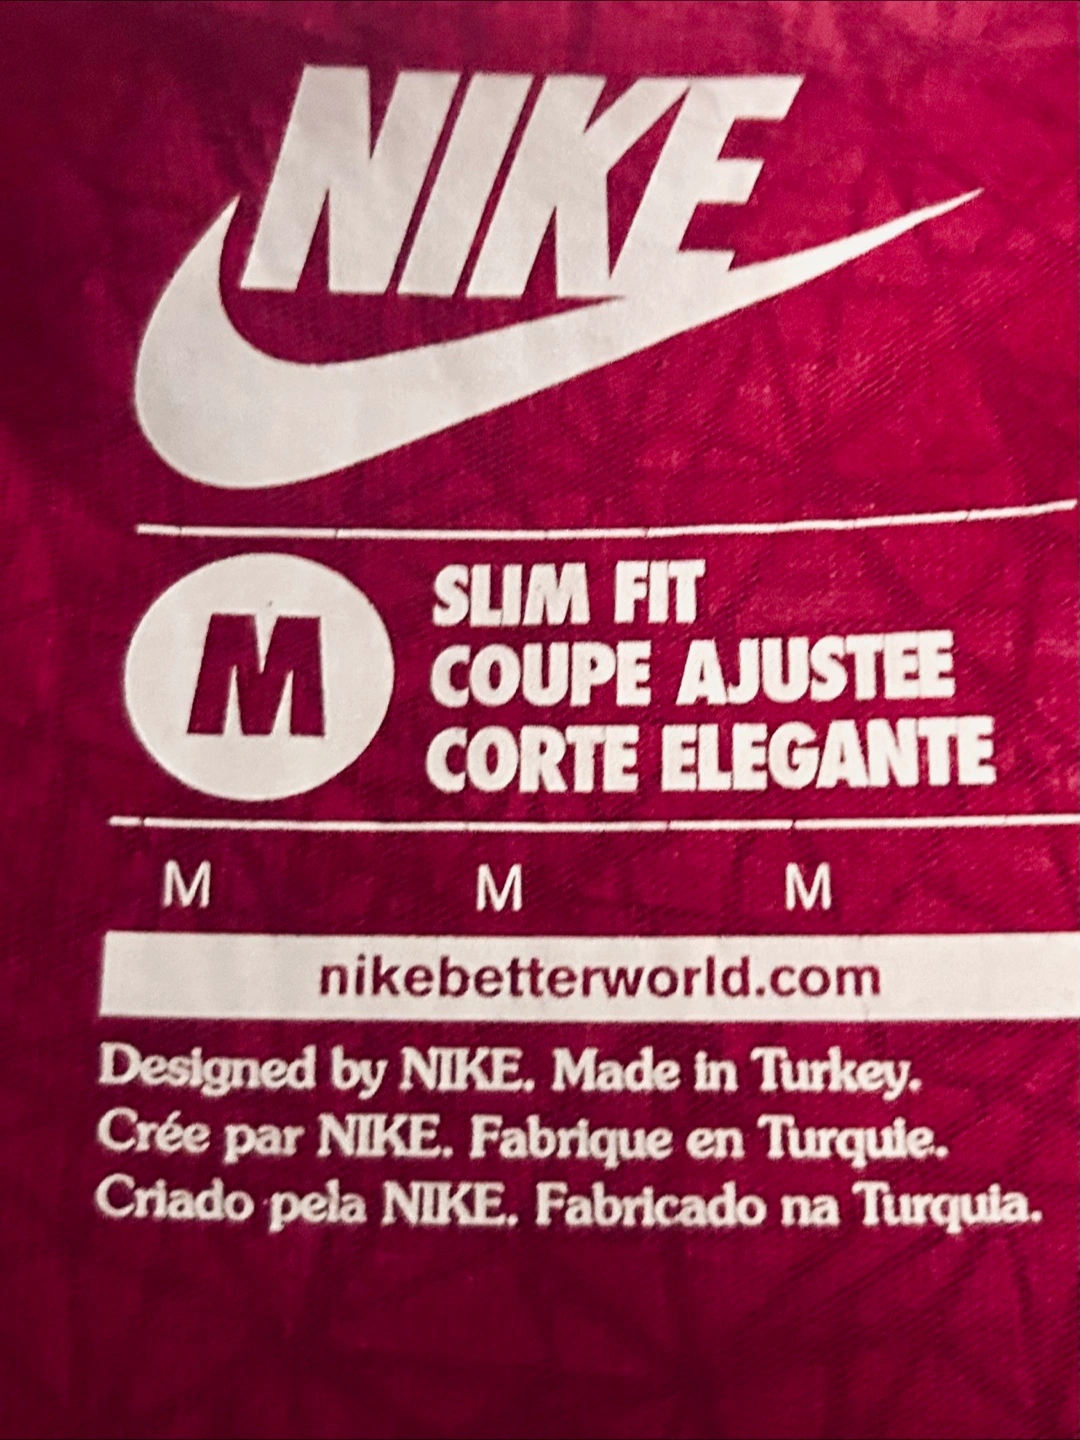 NIKE
M
SLIM FIT
COUPE AJUSTEE
CORTE ELEGANTE
M M M
nikebetterworld.com
Designed by NIKE. Made in Turkey.
Crée par NIKE. Fabrique en Turquie.
Criado pela NIKE. Fabricado na Turquia.